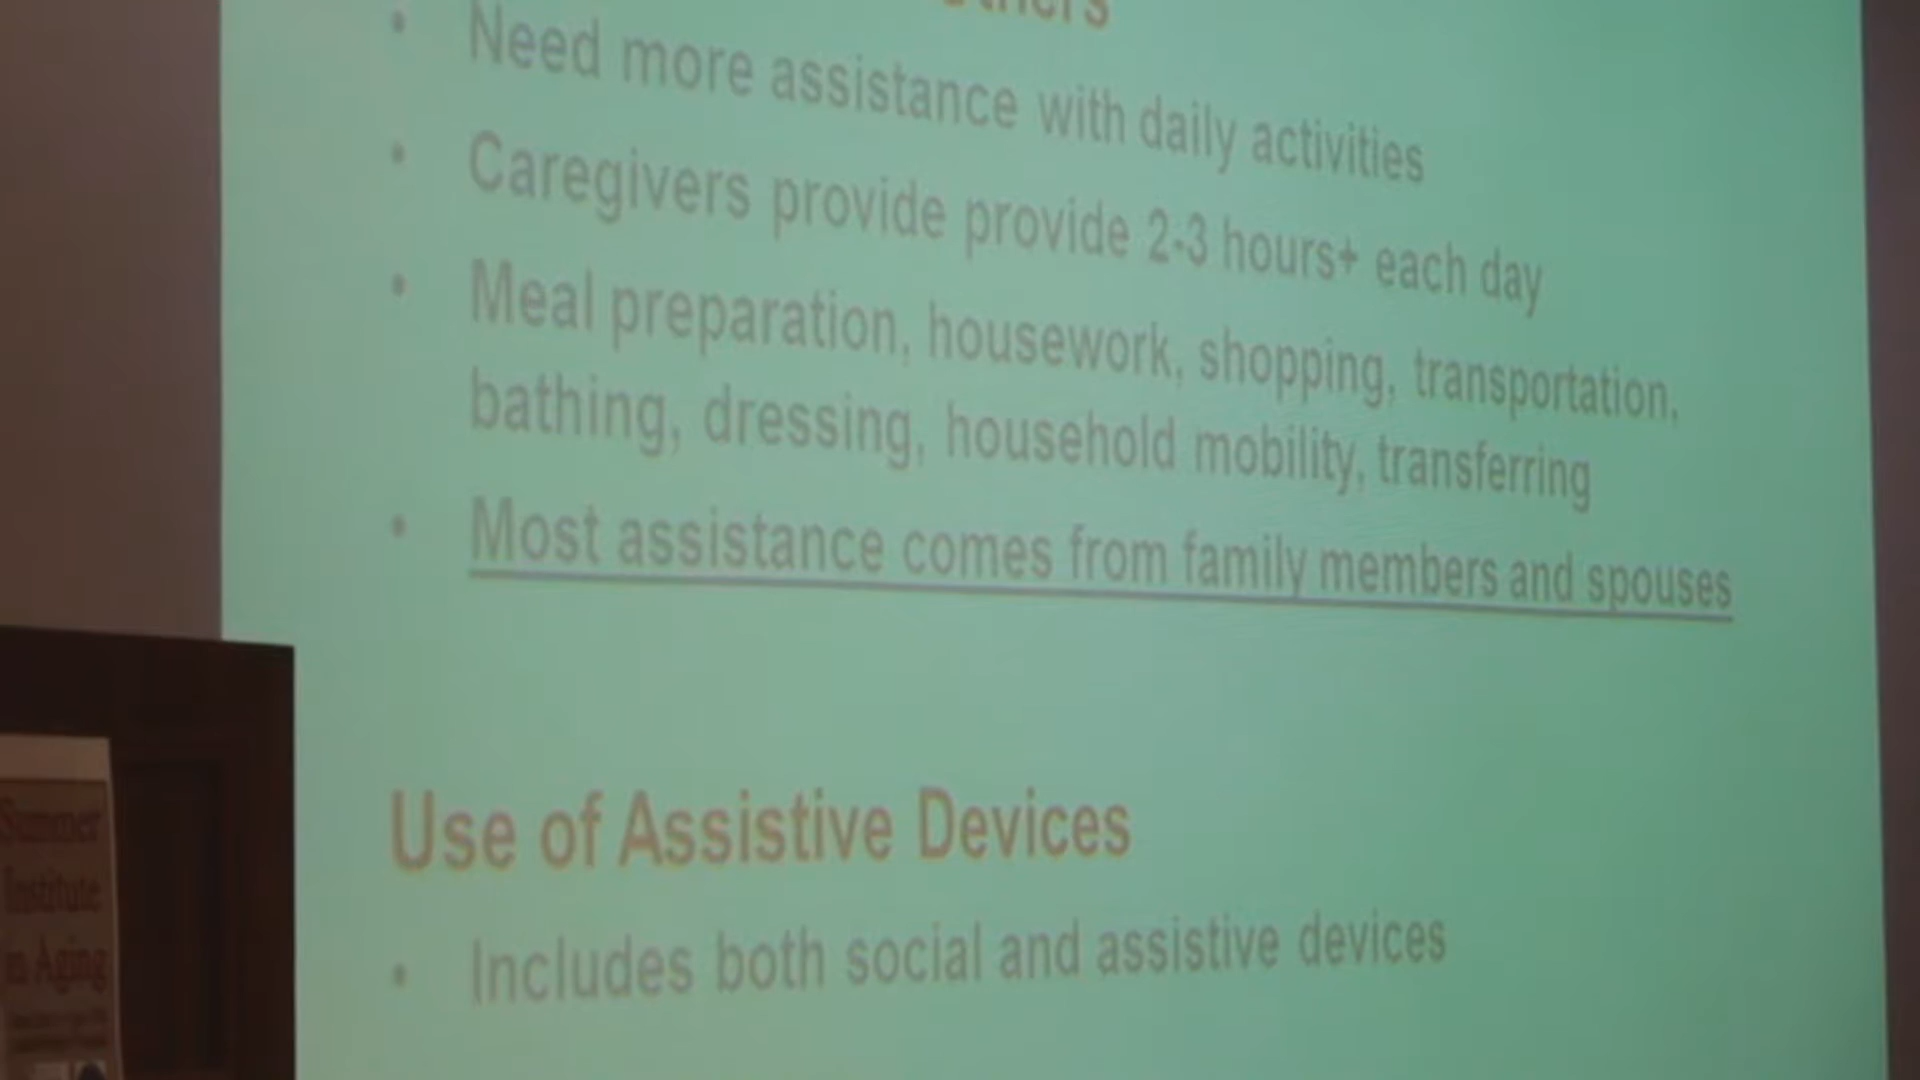 • Need more assistance with daily activities
• Caregivers provide provide 2-3 hours+ each day
• Meal preparation, housework, shopping, transportation,
bathing, dressing, household mobility, transferring
• Most assistance comes from family members and spouses
Use of Assistive Devices
• Includes both social and assistive devices
Summer
Institute
in Aging